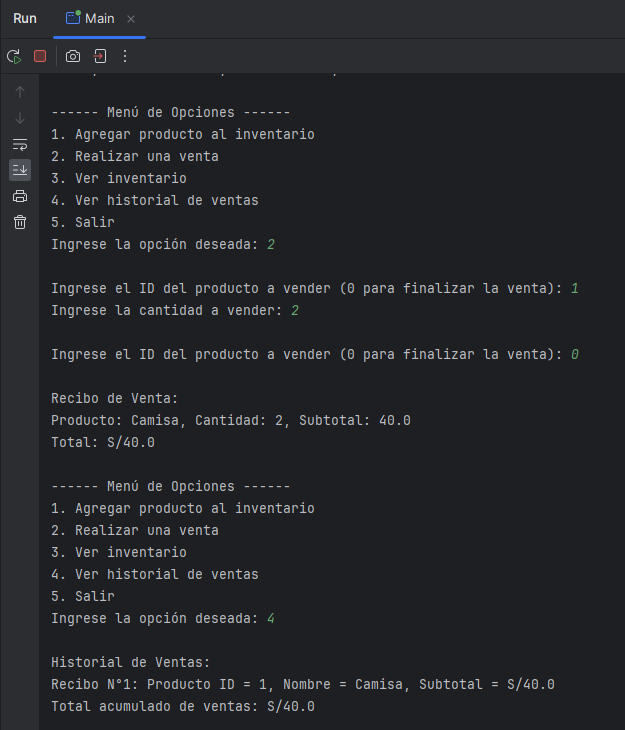 Run
Main
------ Menú de Opciones ------
1. Agregar producto al inventario
2. Realizar una venta
3. Ver inventario
4. Ver historial de ventas
5. Salir
Ingrese la opción deseada: 2
Ingrese el ID del producto a vender (0 para finalizar la venta): 1
Ingrese la cantidad a vender: 2
Ingrese el ID del producto a vender (0 para finalizar la venta): 0
Recibo de Venta:
Producto: Camisa, Cantidad: 2, Subtotal: 40.0
Total: S/40.0
------ Menú de Opciones ------
1. Agregar producto al inventario
2. Realizar una venta
3. Ver inventario
4. Ver historial de ventas
5. Salir
Ingrese la opción deseada: 4
Historial de Ventas:
Recibo N°1: Producto ID = 1, Nombre = Camisa, Subtotal = S/40.0
Total acumulado de ventas: S/40.0